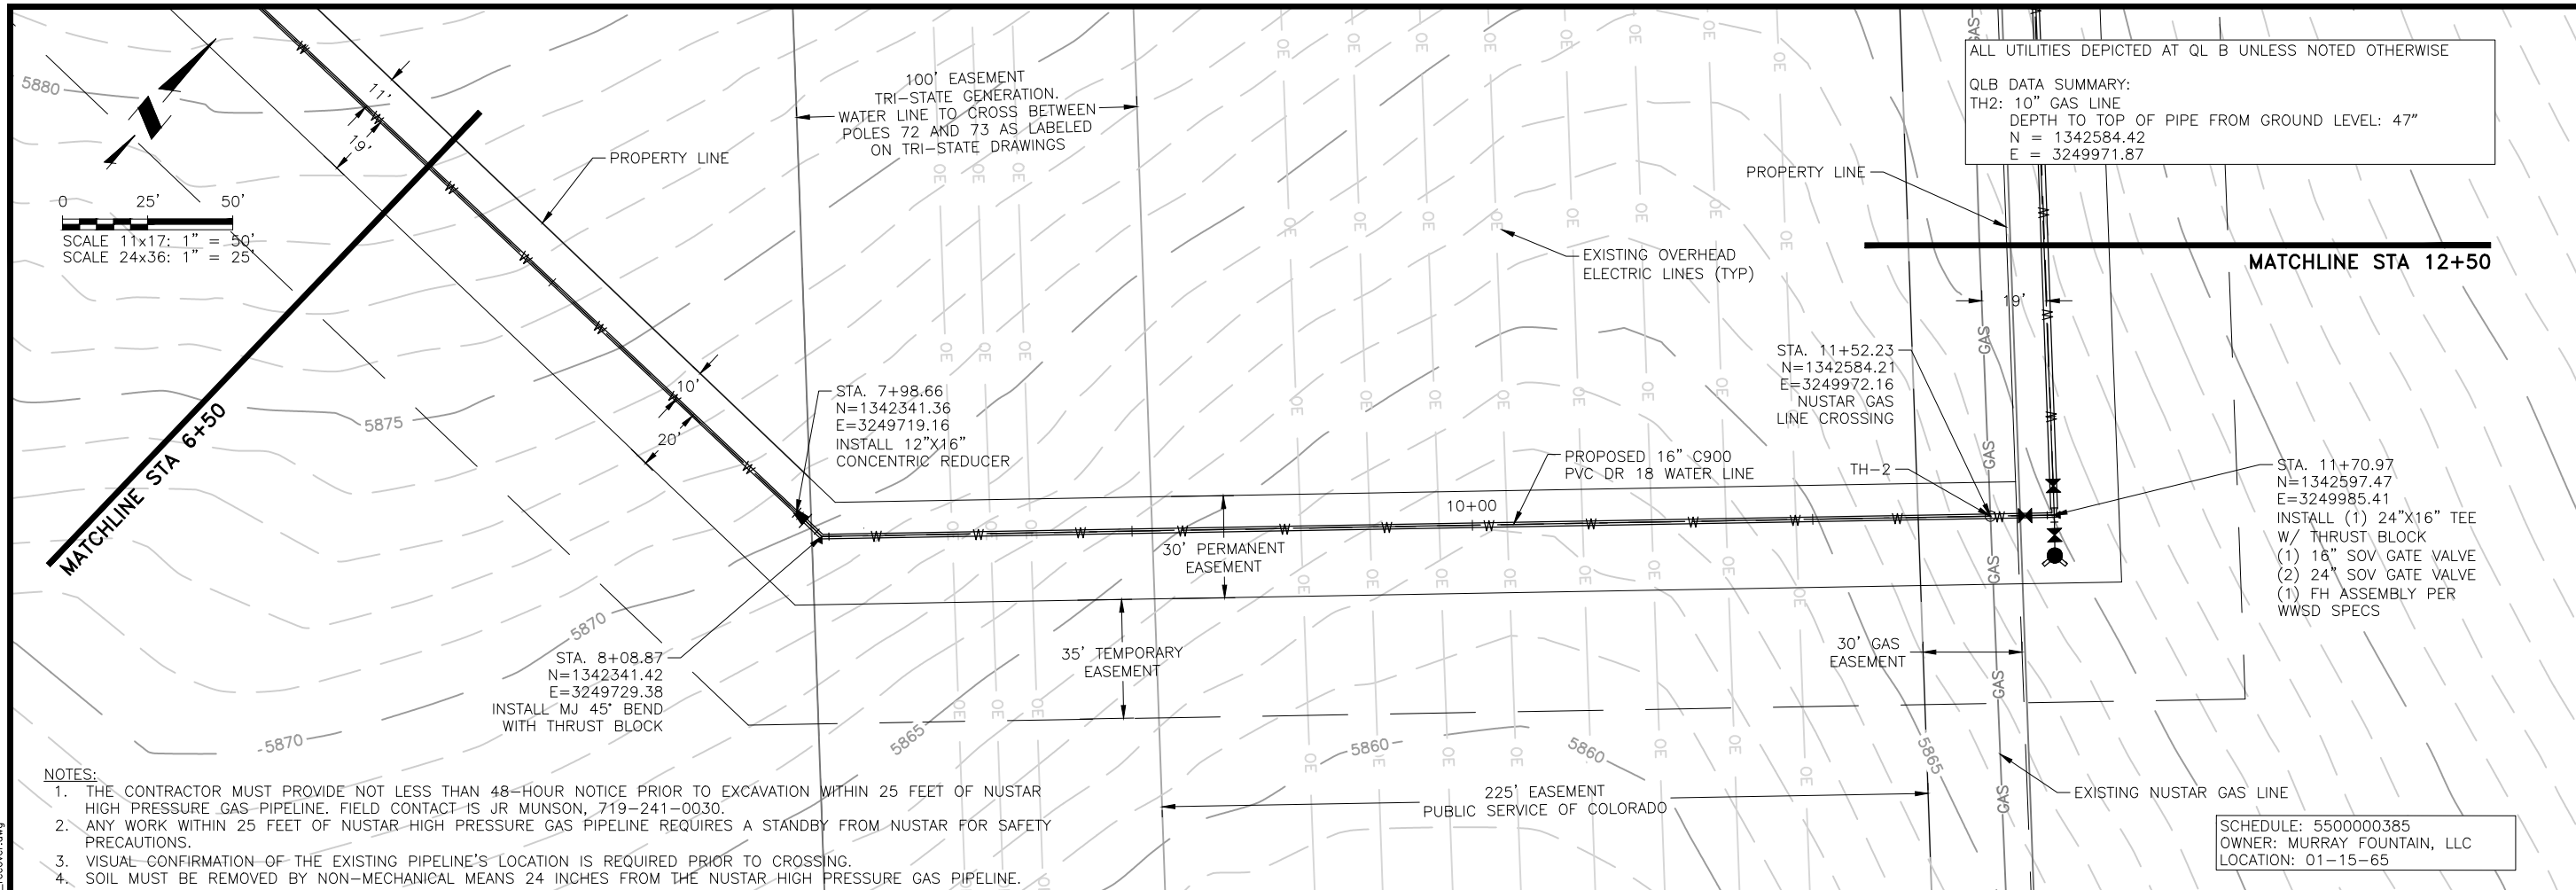 5880
11'
19'
0 25' 50'
SCALE 11x17: 1" = 50'
SCALE 24x36: 1" = 25'
MATCHLINE STA 6+50
PROPERTY LINE
100' EASEMENT
TRI-STATE GENERATION.
WATER LINE TO CROSS BETWEEN
POLES 72 AND 73 AS LABELED
ON TRI-STATE DRAWINGS
ALL UTILITIES DEPICTED AT QL B UNLESS NOTED OTHERWISE
QLB DATA SUMMARY:
TH2: 10" GAS LINE
DEPTH TO TOP OF PIPE FROM GROUND LEVEL: 47"
N = 1342584.42
E = 3249971.87
PROPERTY LINE
EXISTING OVERHEAD
ELECTRIC LINES (TYP)
MATCHLINE STA 12+50
19'
5875
10'
20'
STA. 7+98.66
N=1342341.36
E=3249719.16
INSTALL 12"X16"
CONCENTRIC REDUCER
STA. 11+52.23
N=1342584.21
E=3249972.16
NUSTAR GAS
LINE CROSSING
PROPOSED 16" C900
PVC DR 18 WATER LINE
TH-2
10+00
STA. 11+70.97
N=1342597.47
E=3249985.41
INSTALL (1) 24"X16" TEE
W/ THRUST BLOCK
(1) 16" SOV GATE VALVE
(2) 24" SOV GATE VALVE
(1) FH ASSEMBLY PER
WWSD SPECS
30' PERMANENT
EASEMENT
5870
STA. 8+08.87
N=1342341.42
E=3249729.38
INSTALL MJ 45° BEND
WITH THRUST BLOCK
35' TEMPORARY
EASEMENT
30' GAS
EASEMENT
5870
5865
5860
5860
5865
GAS
GAS
GAS
GAS
GAS
GAS
225' EASEMENT
PUBLIC SERVICE OF COLORADO
EXISTING NUSTAR GAS LINE
NOTES:
1. THE CONTRACTOR MUST PROVIDE NOT LESS THAN 48-HOUR NOTICE PRIOR TO EXCAVATION WITHIN 25 FEET OF NUSTAR
HIGH PRESSURE GAS PIPELINE. FIELD CONTACT IS JR MUNSON, 719-241-0030.
2. ANY WORK WITHIN 25 FEET OF NUSTAR HIGH PRESSURE GAS PIPELINE REQUIRES A STANDBY FROM NUSTAR FOR SAFETY
PRECAUTIONS.
3. VISUAL CONFIRMATION OF THE EXISTING PIPELINE'S LOCATION IS REQUIRED PRIOR TO CROSSING.
4. SOIL MUST BE REMOVED BY NON-MECHANICAL MEANS 24 INCHES FROM THE NUSTAR HIGH PRESSURE GAS PIPELINE.
SCHEDULE: 5500000385
OWNER: MURRAY FOUNTAIN, LLC
LOCATION: 01-15-65